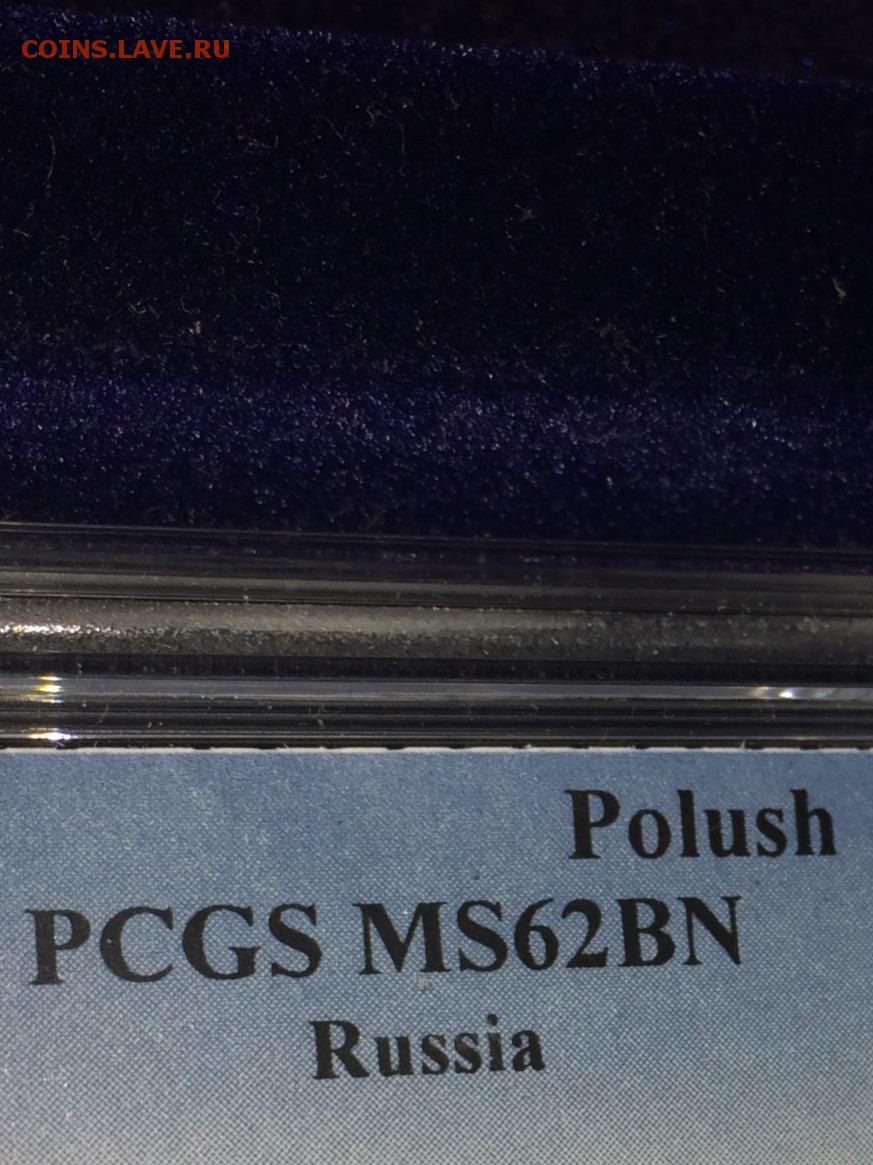 COINS.LAVE.RU
Polush
PCGS MS62BN
Russia